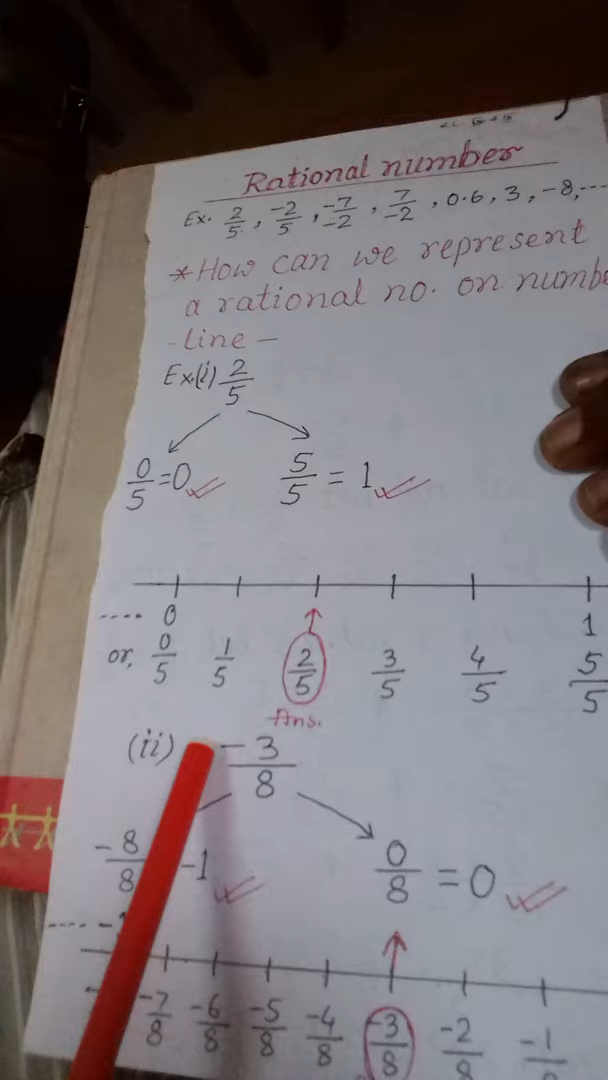 Rational number
Ex. 2/5, -2/5, -7/-2, 7/-2, 0.6, 3, -8,---
*How can we represent
a rational no. on numbe
-line-
Ex.(i) 2/5
0/5=0 5/5 = 1
---- 0 1
or, 0/5 1/5 2/5 3/5 4/5 5/5
Ans.
(ii) -3/8
-8/8 -1 0/8 = 0
-7/8 -6/8 -5/8 -4/8 -3/8 -2/8 -1/8